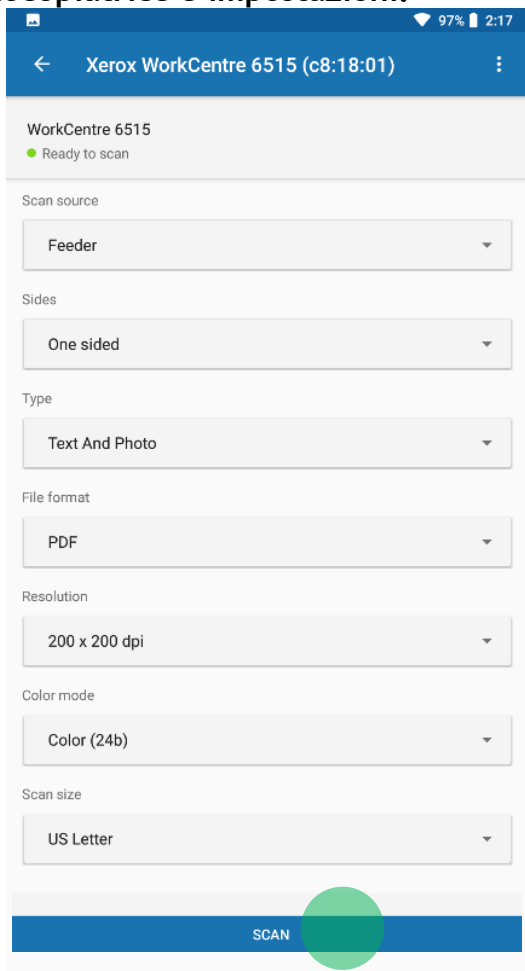 97% 2:17
Xerox WorkCentre 6515 (c8:18:01)
WorkCentre 6515
Ready to scan
Scan source
Feeder
Sides
One sided
Type
Text And Photo
File format
PDF
Resolution
200 x 200 dpi
Color mode
Color (24b)
Scan size
US Letter
SCAN